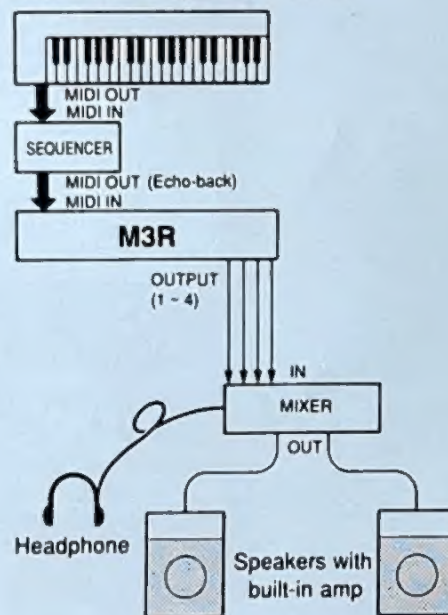 MIDI OUT
MIDI IN
SEQUENCER
MIDI OUT (Echo-back)
MIDI IN
M3R
OUTPUT
(1 ~ 4)
IN
MIXER
OUT
Headphone
Speakers with
built-in amp